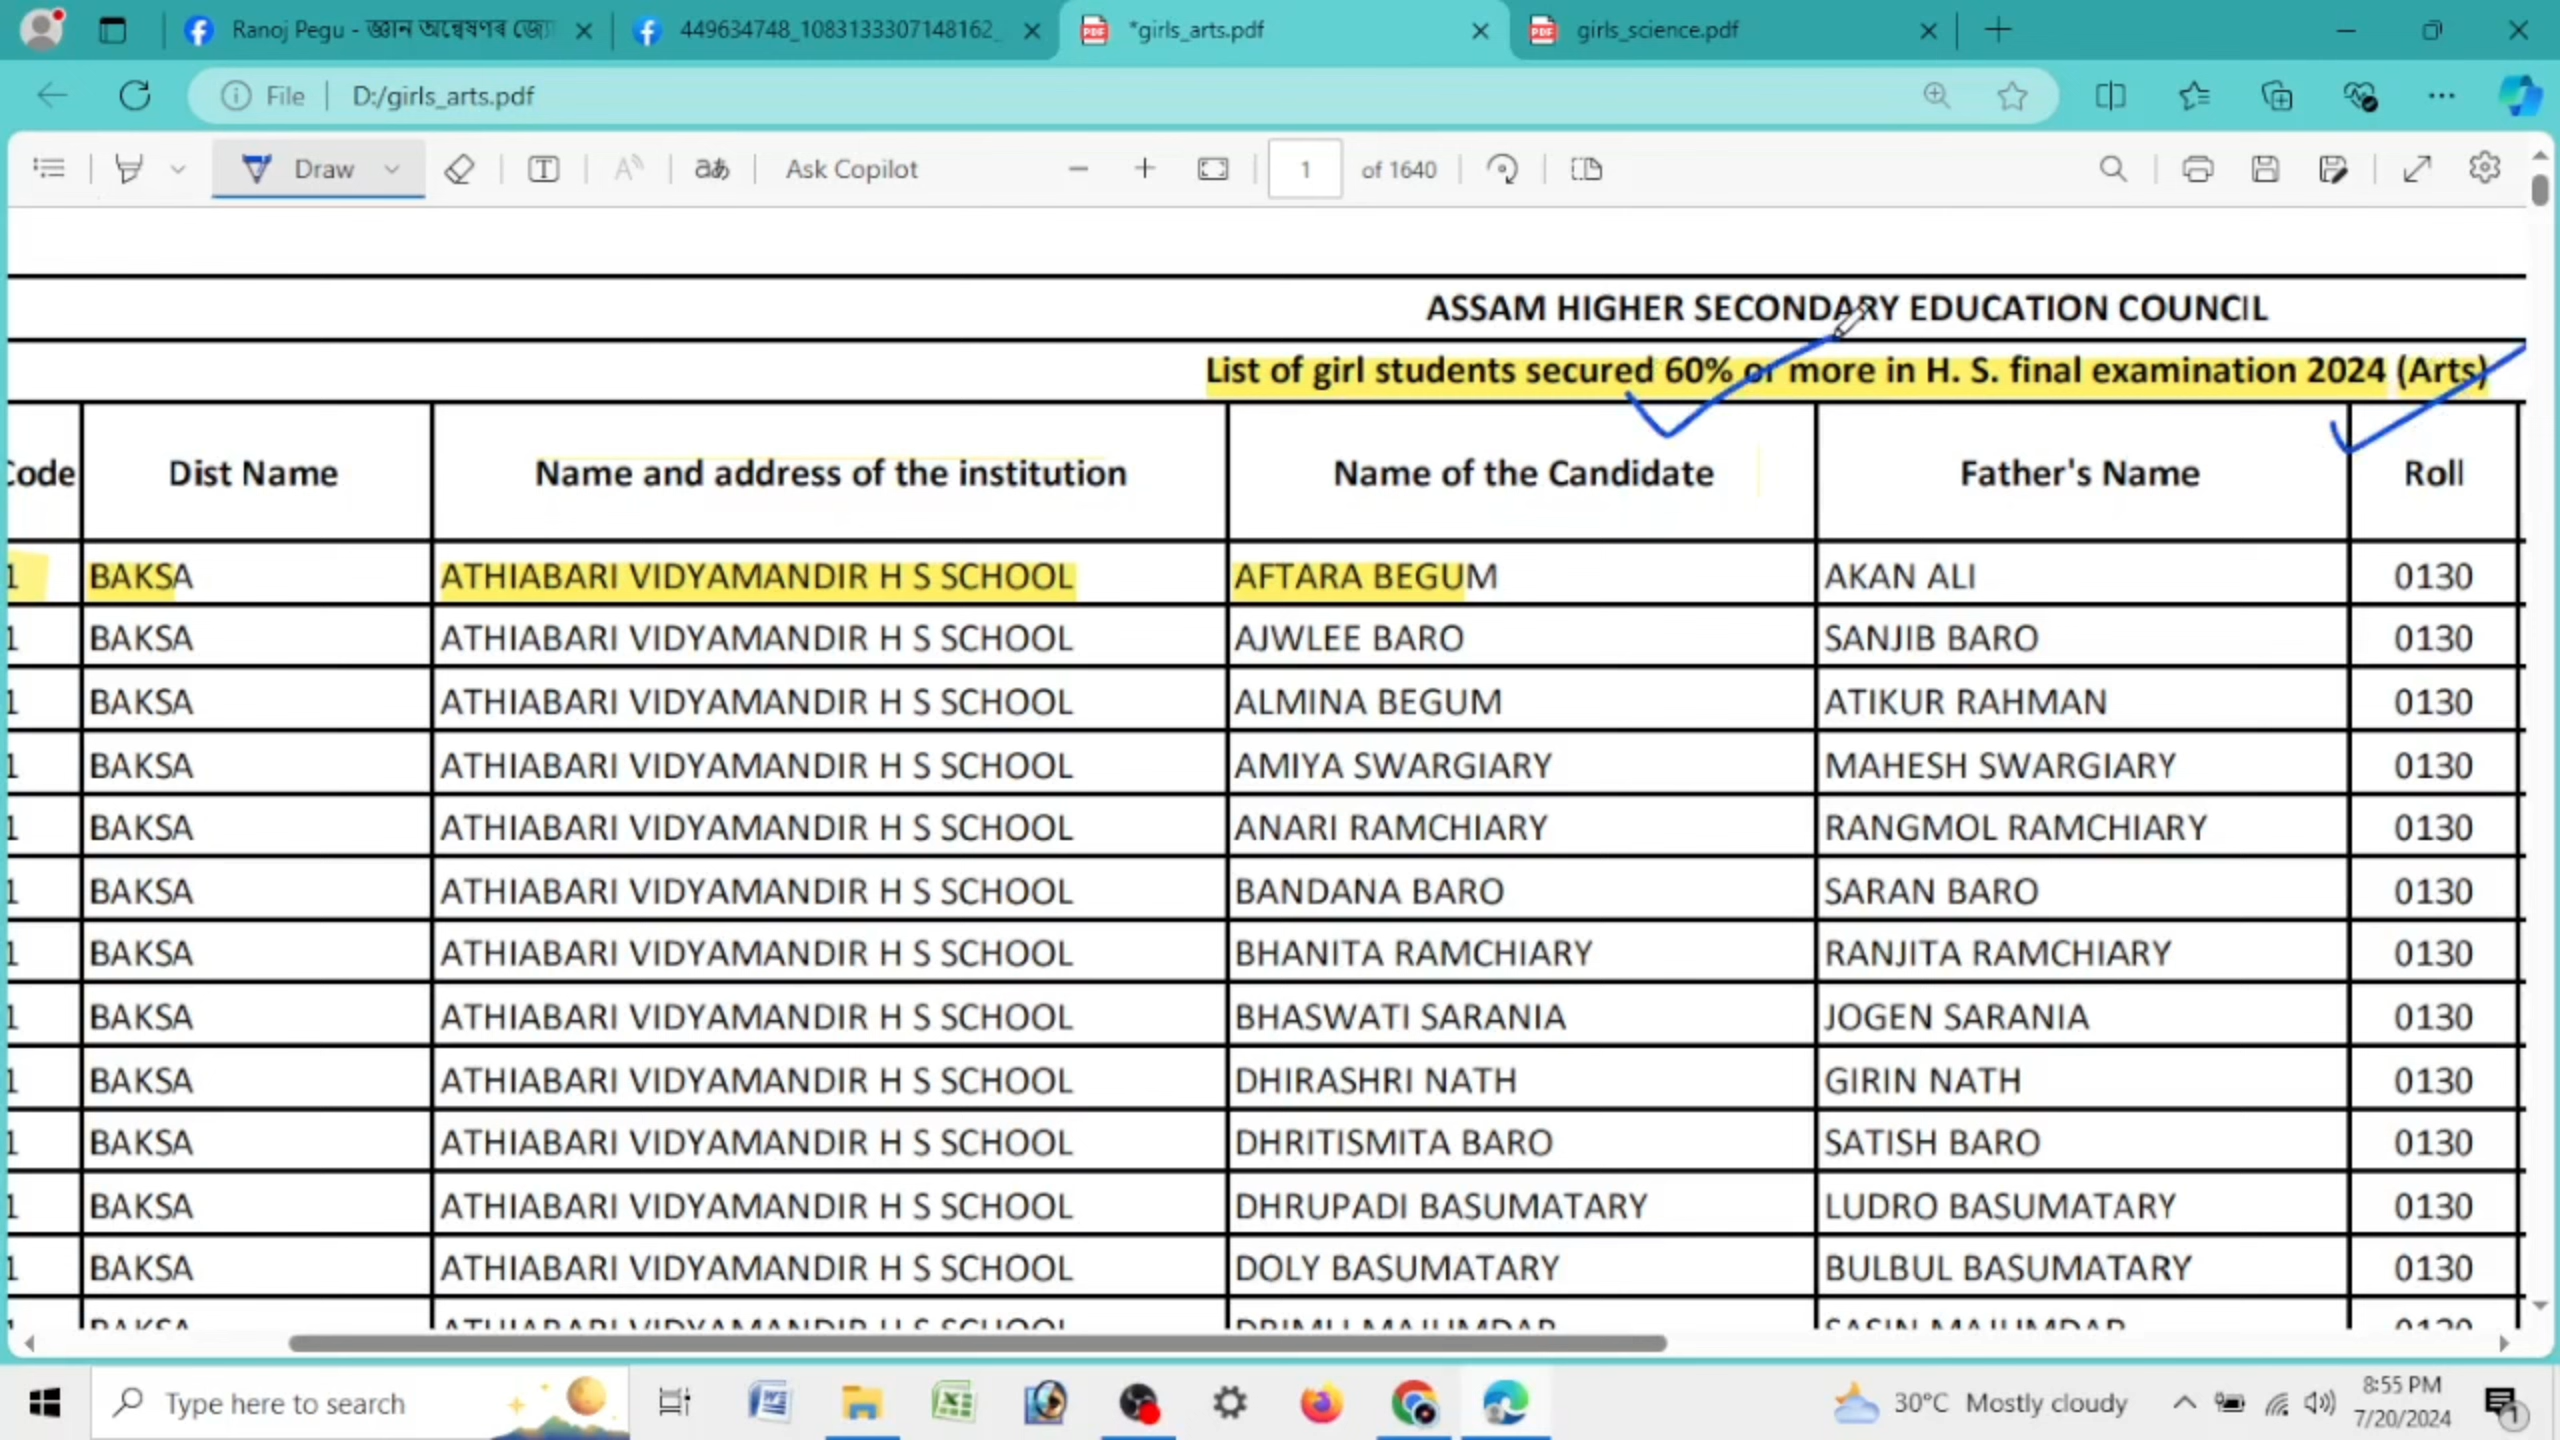 Ranoj Pegu - জ্ঞান অন্বেষণৰ জ্যো
449634748_1083133307148162_
*girls_arts.pdf
girls_science.pdf
File
D:/girls_arts.pdf
Draw
Ask Copilot
1
of 1640
ASSAM HIGHER SECONDARY EDUCATION COUNCIL
List of girl students secured 60% or more in H. S. final examination 2024 (Arts)
Code Dist Name Name and address of the institution Name of the Candidate Father's Name Roll
1 BAKSA ATHIABARI VIDYAMANDIR H S SCHOOL AFTARA BEGUM AKAN ALI 0130
1 BAKSA ATHIABARI VIDYAMANDIR H S SCHOOL AJWLEE BARO SANJIB BARO 0130
1 BAKSA ATHIABARI VIDYAMANDIR H S SCHOOL ALMINA BEGUM ATIKUR RAHMAN 0130
1 BAKSA ATHIABARI VIDYAMANDIR H S SCHOOL AMIYA SWARGIARY MAHESH SWARGIARY 0130
1 BAKSA ATHIABARI VIDYAMANDIR H S SCHOOL ANARI RAMCHIARY RANGMOL RAMCHIARY 0130
1 BAKSA ATHIABARI VIDYAMANDIR H S SCHOOL BANDANA BARO SARAN BARO 0130
1 BAKSA ATHIABARI VIDYAMANDIR H S SCHOOL BHANITA RAMCHIARY RANJITA RAMCHIARY 0130
1 BAKSA ATHIABARI VIDYAMANDIR H S SCHOOL BHASWATI SARANIA JOGEN SARANIA 0130
1 BAKSA ATHIABARI VIDYAMANDIR H S SCHOOL DHIRASHRI NATH GIRIN NATH 0130
1 BAKSA ATHIABARI VIDYAMANDIR H S SCHOOL DHRITISMITA BARO SATISH BARO 0130
1 BAKSA ATHIABARI VIDYAMANDIR H S SCHOOL DHRUPADI BASUMATARY LUDRO BASUMATARY 0130
1 BAKSA ATHIABARI VIDYAMANDIR H S SCHOOL DOLY BASUMATARY BULBUL BASUMATARY 0130
Type here to search
30°C Mostly cloudy
8:55 PM
7/20/2024